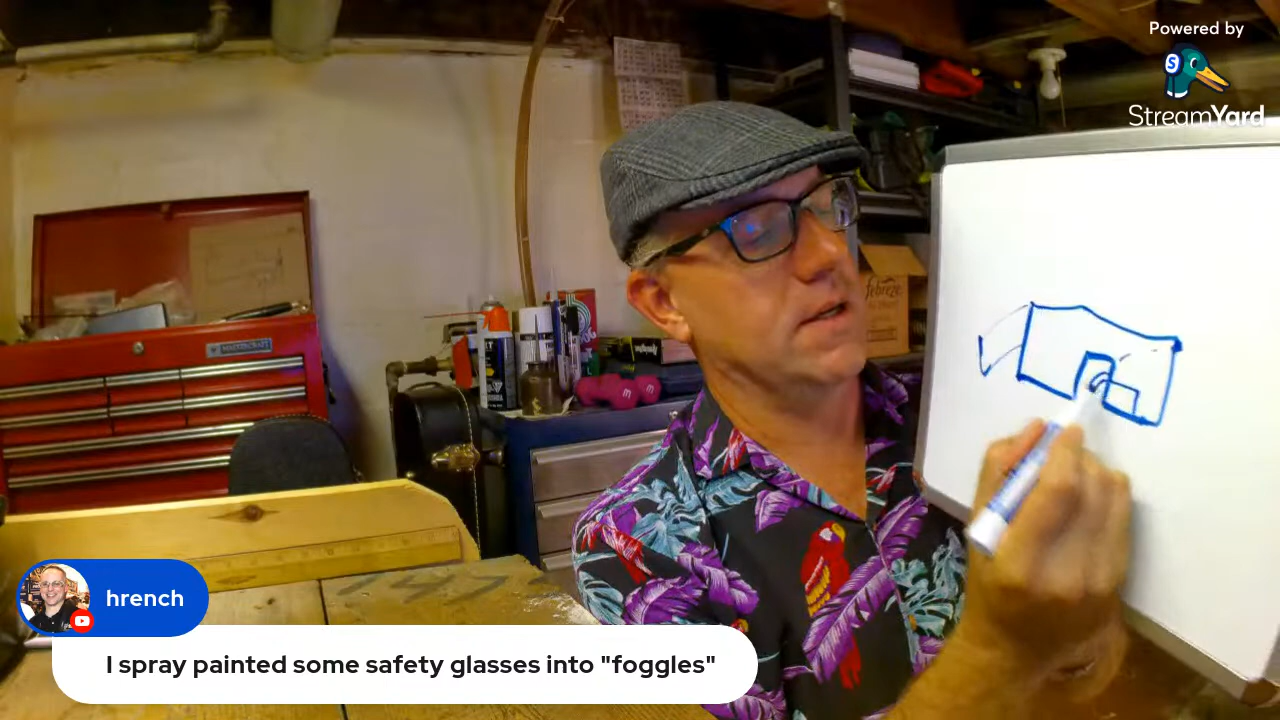 Powered by
StreamYard
MASTERCRAFT
febreze
hrench
I spray painted some safety glasses into "foggles"